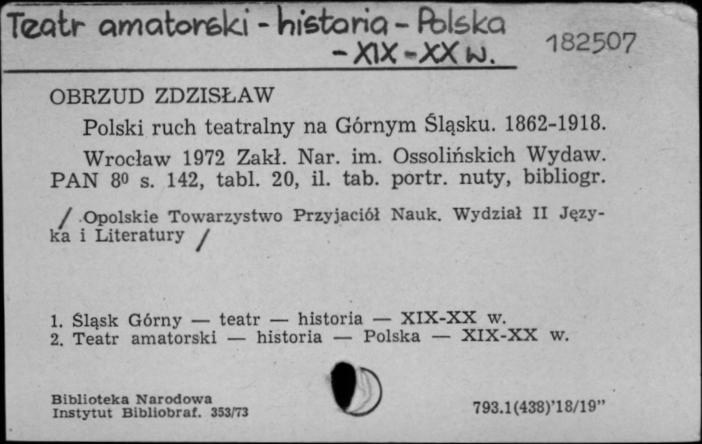 Teatr amatorski - historia - Polska
- XIX - XX w.
182507
OBRZUD ZDZISŁAW
Polski ruch teatralny na Górnym Śląsku. 1862-1918.
Wrocław 1972 Zakł. Nar. im. Ossolińskich Wydaw.
PAN 8⁰ s. 142, tabl. 20, il. tab. portr. nuty, bibliogr.
/ Opolskie Towarzystwo Przyjaciół Nauk. Wydział II Języ-
ka i Literatury /
1. Śląsk Górny — teatr — historia — XIX-XX w.
2. Teatr amatorski — historia — Polska — XIX-XX w.
Biblioteka Narodowa
Instytut Bibliobraf. 353/73
793.1(438)'18/19"